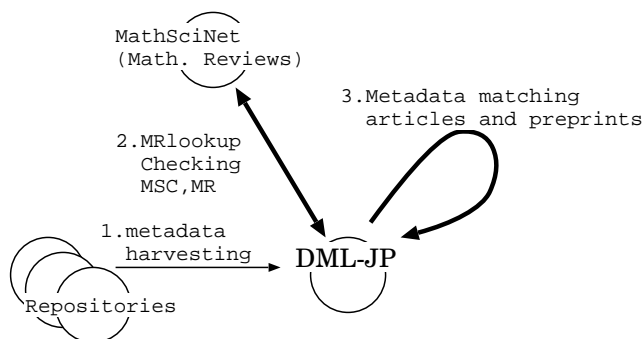 MathSciNet
(Math. Reviews)
3.Metadata matching
articles and preprints
2.MRlookup
Checking
MSC,MR
1.metadata
harvesting
DML-JP
Repositories